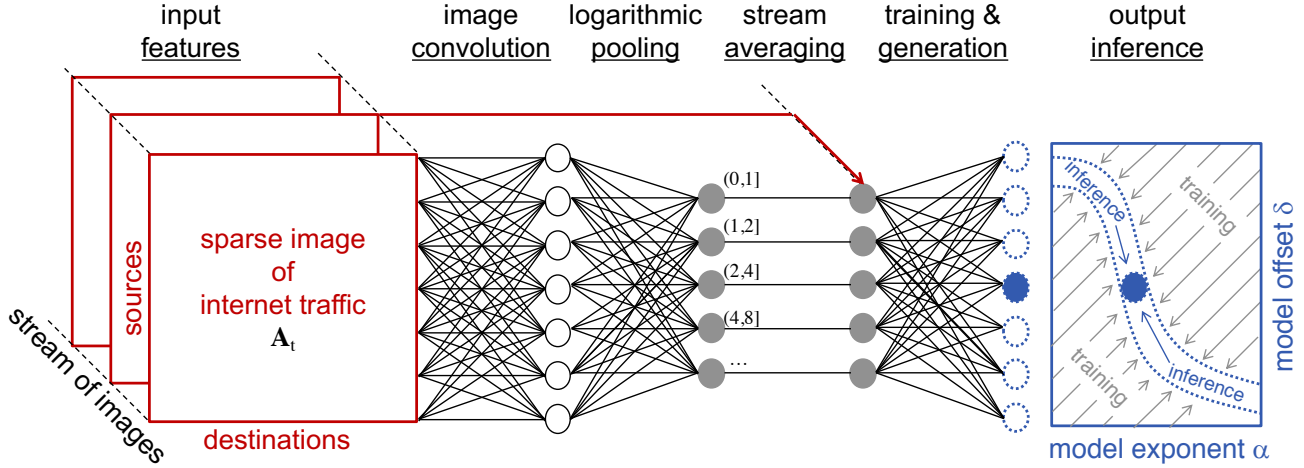 input
features
image
convolution
logarithmic
pooling
stream
averaging
training &
generation
output
inference
sparse image
of
internet traffic
A_t
sources
destinations
stream of images
(0,1]
(1,2]
(2,4]
(4,8]
...
inference
training
training
inference
model offset δ
model exponent α